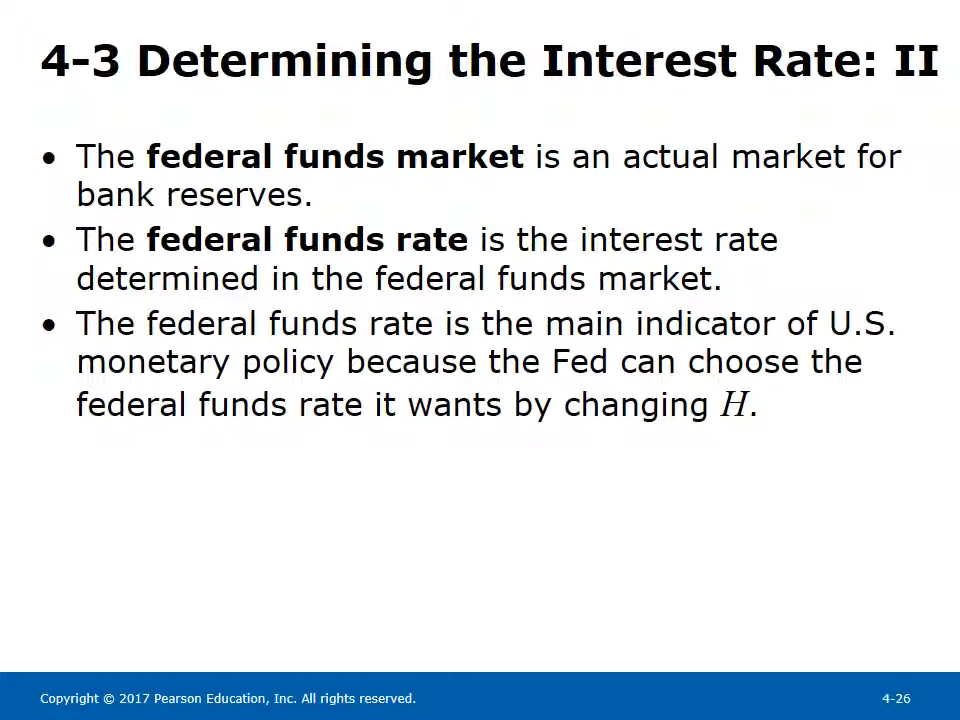 4-3 Determining the Interest Rate: II
• The federal funds market is an actual market for
bank reserves.
• The federal funds rate is the interest rate
determined in the federal funds market.
• The federal funds rate is the main indicator of U.S.
monetary policy because the Fed can choose the
federal funds rate it wants by changing H.
Copyright © 2017 Pearson Education, Inc. All rights reserved.
4-26